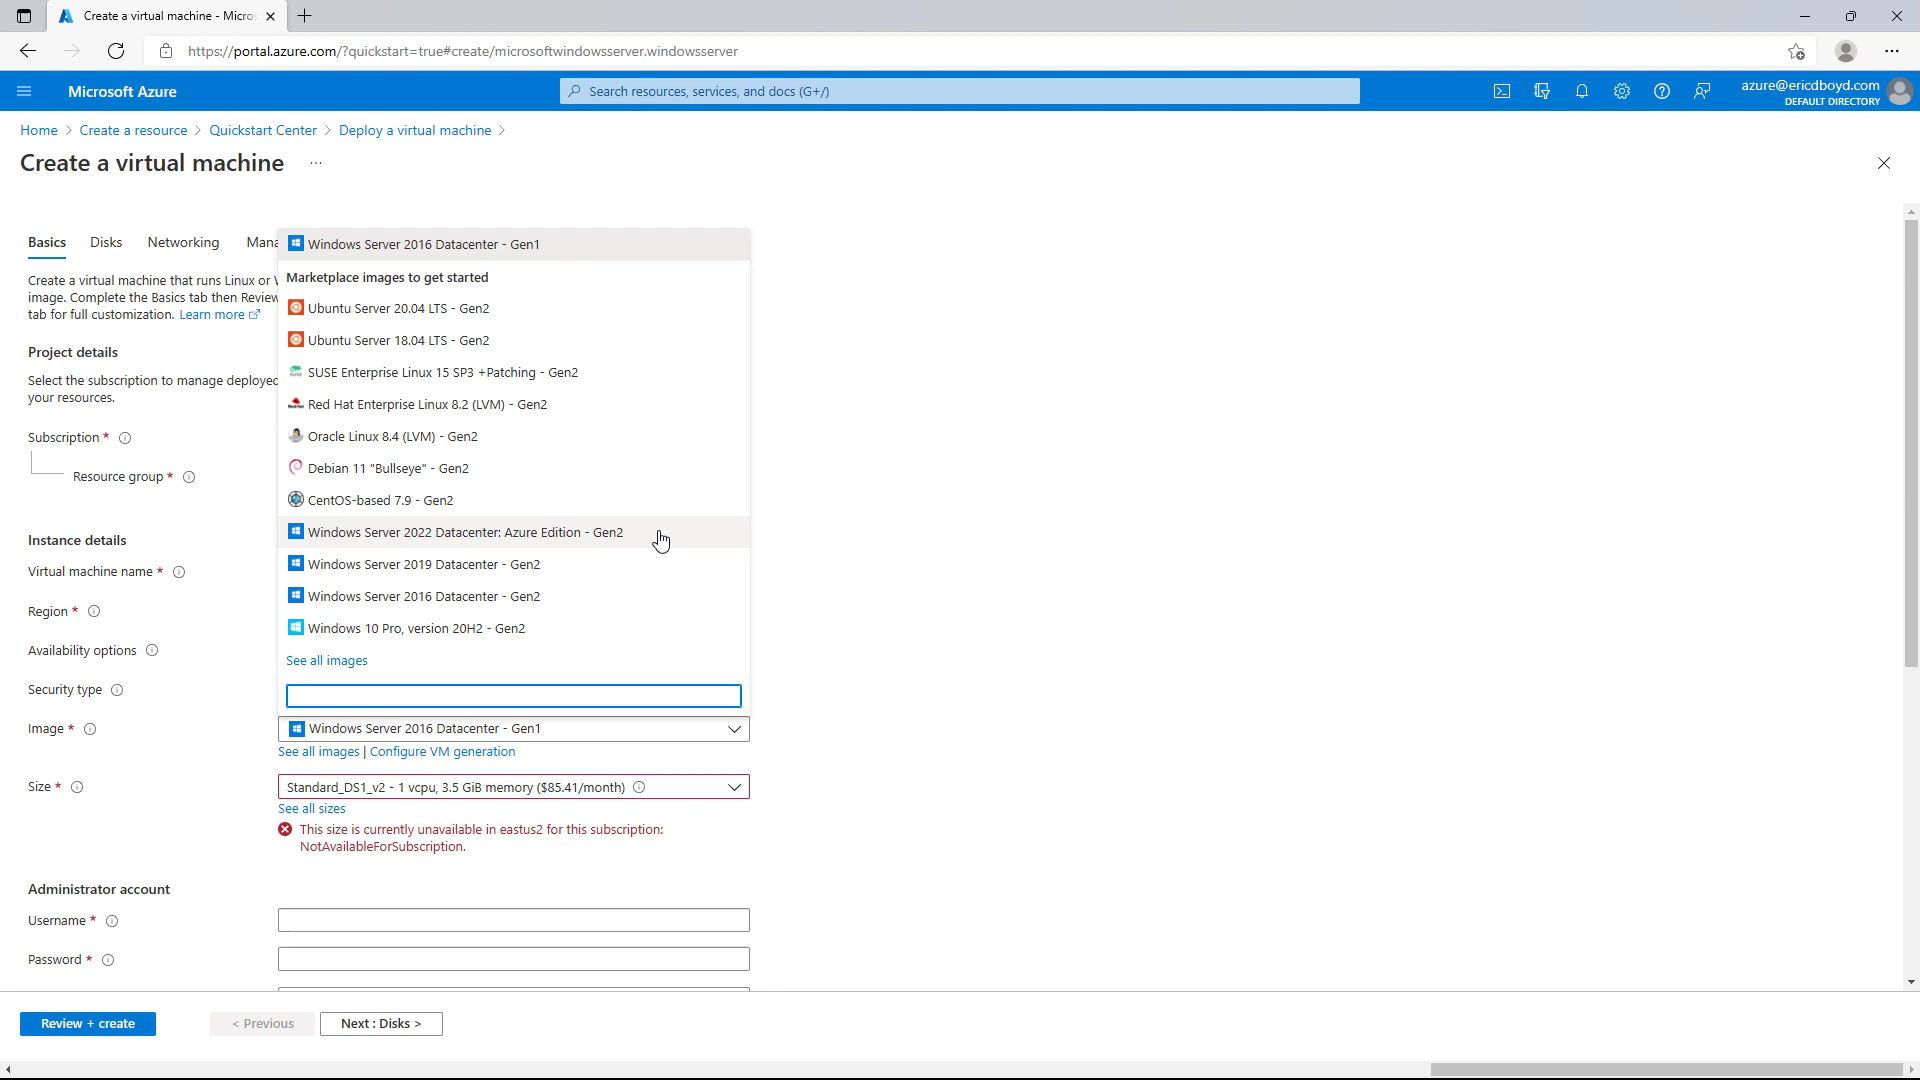 Create a virtual machine - Micros
https://portal.azure.com/?quickstart=true#create/microsoftwindowsserver.windowsserver
Microsoft Azure
Search resources, services, and docs (G+/)
azure@ericdboyd.com
DEFAULT DIRECTORY
Home > Create a resource > Quickstart Center > Deploy a virtual machine >
Create a virtual machine ...
Basics Disks Networking Mana
Create a virtual machine that runs Linux or
image. Complete the Basics tab then Review
tab for full customization. Learn more
Project details
Select the subscription to manage deployed
your resources.
Subscription *
Resource group *
Instance details
Virtual machine name *
Region *
Availability options
Security type
Image *
Windows Server 2016 Datacenter - Gen1
Marketplace images to get started
Ubuntu Server 20.04 LTS - Gen2
Ubuntu Server 18.04 LTS - Gen2
SUSE Enterprise Linux 15 SP3 +Patching - Gen2
Red Hat Enterprise Linux 8.2 (LVM) - Gen2
Oracle Linux 8.4 (LVM) - Gen2
Debian 11 "Bullseye" - Gen2
CentOS-based 7.9 - Gen2
Windows Server 2022 Datacenter: Azure Edition - Gen2
Windows Server 2019 Datacenter - Gen2
Windows Server 2016 Datacenter - Gen2
Windows 10 Pro, version 20H2 - Gen2
See all images
Windows Server 2016 Datacenter - Gen1
See all images | Configure VM generation
Size *
Standard_DS1_v2 - 1 vcpu, 3.5 GiB memory ($85.41/month)
See all sizes
This size is currently unavailable in eastus2 for this subscription:
NotAvailableForSubscription.
Administrator account
Username *
Password *
Review + create
< Previous
Next : Disks >